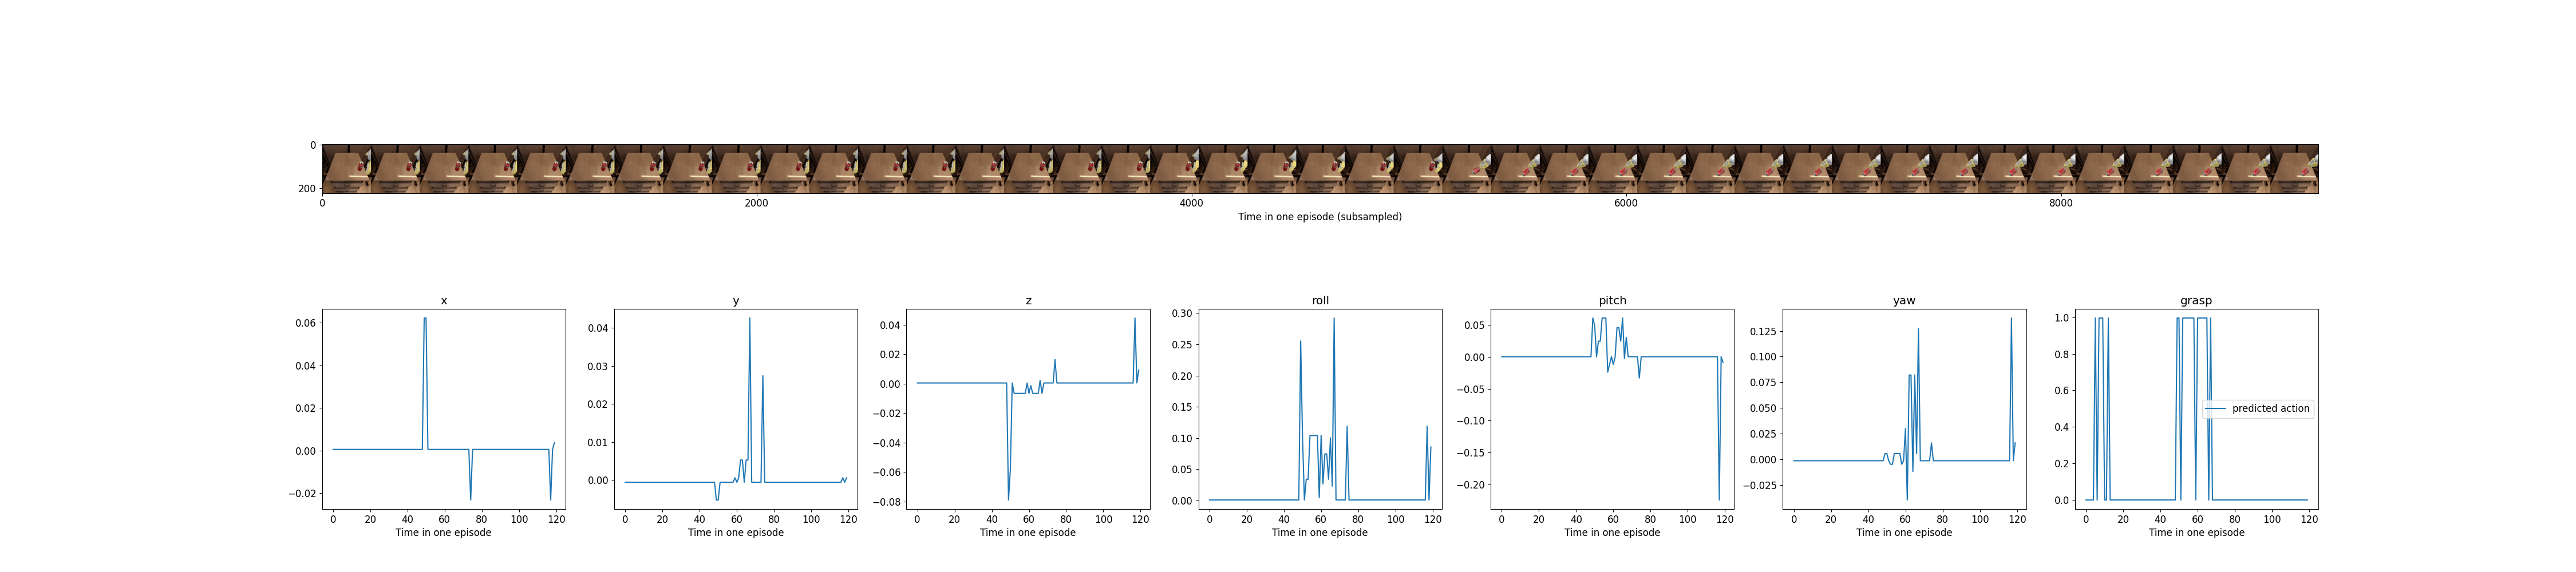 0
200
0 2000 4000 6000 8000
Time in one episode (subsampled)
x y z roll pitch yaw grasp
0.06
0.04
0.02
0.00
−0.02
0 20 40 60 80 100 120
Time in one episode
0.04
0.03
0.02
0.01
0.00
0 20 40 60 80 100 120
Time in one episode
0.04
0.02
0.00
−0.02
−0.04
−0.06
−0.08
0 20 40 60 80 100 120
Time in one episode
0.30
0.25
0.20
0.15
0.10
0.05
0.00
0 20 40 60 80 100 120
Time in one episode
0.05
0.00
−0.05
−0.10
−0.15
−0.20
0 20 40 60 80 100 120
Time in one episode
0.125
0.100
0.075
0.050
0.025
0.000
−0.025
0 20 40 60 80 100 120
Time in one episode
1.0
0.8
0.6
0.4
0.2
0.0
predicted action
0 20 40 60 80 100 120
Time in one episode